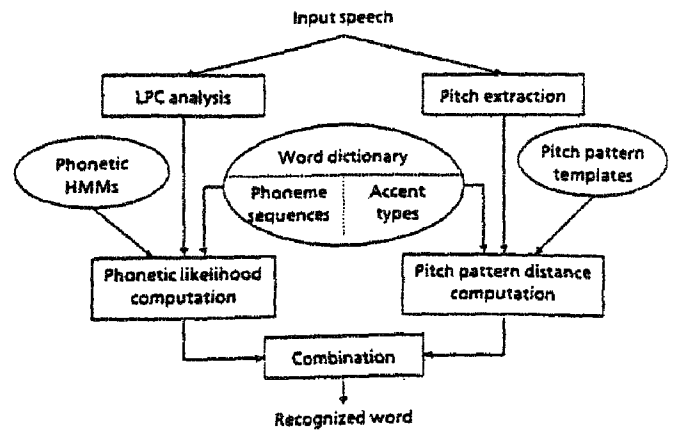 Input speech
LPC analysis
Pitch extraction
Phonetic
HMMs
Word dictionary
Phoneme
sequences
Accent
types
Pitch pattern
templates
Phonetic likelihood
computation
Pitch pattern distance
computation
Combination
Recognized word